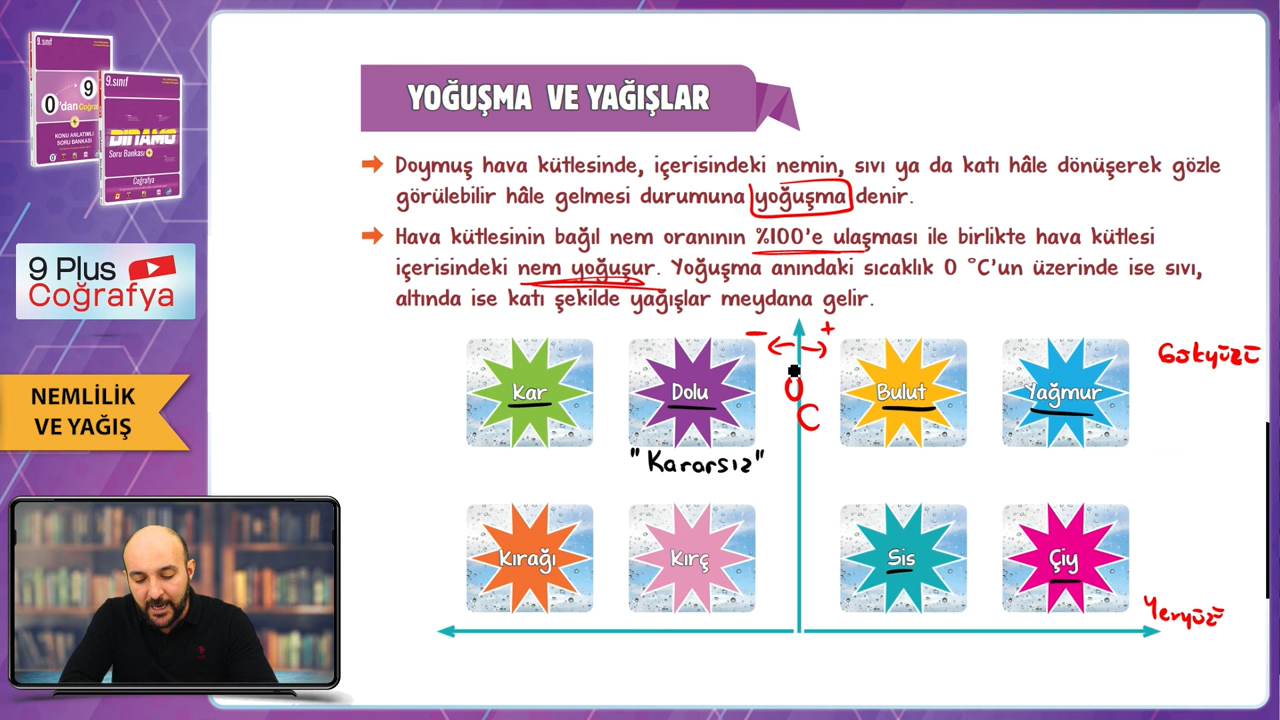 9.sınıf
0'dan 9
Coğrafya
KONU ANLATIMLI
SORU BANKASI
9.sınıf
DİNAMO
Soru Bankası
Coğrafya
9 Plus
Coğrafya
NEMLİLİK
VE YAĞIŞ
YOĞUŞMA VE YAĞIŞLAR
Doymuş hava kütlesinde, içerisindeki nemin, sıvı ya da katı hâle dönüşerek gözle
görülebilir hâle gelmesi durumuna yoğuşma denir.
Hava kütlesinin bağıl nem oranının %100'e ulaşması ile birlikte hava kütlesi
içerisindeki nem yoğuşur. Yoğuşma anındaki sıcaklık 0 °C'un üzerinde ise sıvı,
altında ise katı şekilde yağışlar meydana gelir.
- +
Gökyüzü
Kar Dolu 0 Bulut Yağmur
C
"Kararsız"
Kırağı Kırç Sis Çiy
Yeryüzü